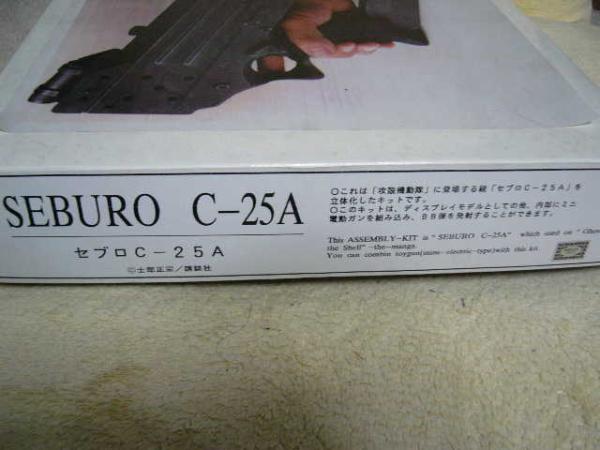 SEBURO C-25A
セブロC-25A
©士郎正宗／講談社
○これは「攻殻機動隊」に登場する銃「セブロC-25A」を
立体化したキットです。
○このキットは、ディスプレイモデルとしての他、内部にミニ
電動ガンを組み込み、BB弾を発射することができます。
This ASSEMBLY-KIT is "SEBURO C-25A" which used on "Ghost
the Shell"-the-manga.
You can combin toygun(mini-electric-type)with this kit.